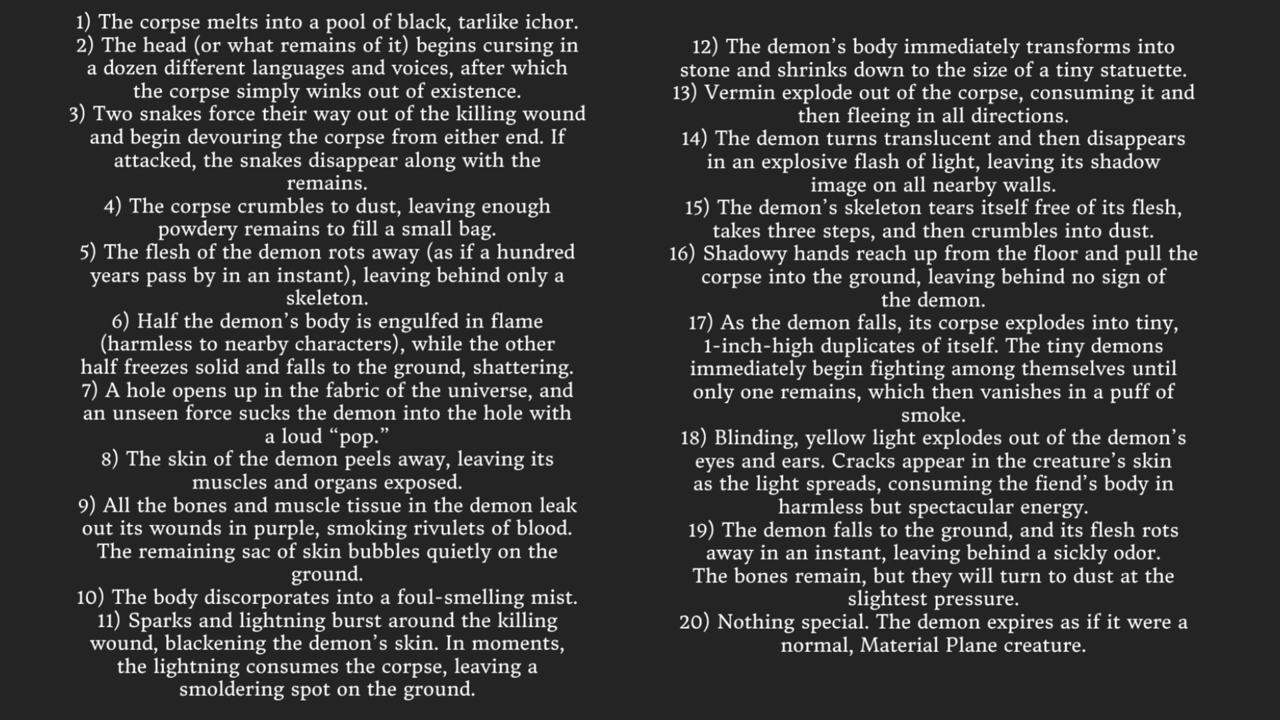 1) The corpse melts into a pool of black, tarlike ichor.
2) The head (or what remains of it) begins cursing in
a dozen different languages and voices, after which
the corpse simply winks out of existence.
3) Two snakes force their way out of the killing wound
and begin devouring the corpse from either end. If
attacked, the snakes disappear along with the
remains.
4) The corpse crumbles to dust, leaving enough
powdery remains to fill a small bag.
5) The flesh of the demon rots away (as if a hundred
years pass by in an instant), leaving behind only a
skeleton.
6) Half the demon’s body is engulfed in flame
(harmless to nearby characters), while the other
half freezes solid and falls to the ground, shattering.
7) A hole opens up in the fabric of the universe, and
an unseen force sucks the demon into the hole with
a loud “pop.”
8) The skin of the demon peels away, leaving its
muscles and organs exposed.
9) All the bones and muscle tissue in the demon leak
out its wounds in purple, smoking rivulets of blood.
The remaining sac of skin bubbles quietly on the
ground.
10) The body discorporates into a foul-smelling mist.
11) Sparks and lightning burst around the killing
wound, blackening the demon’s skin. In moments,
the lightning consumes the corpse, leaving a
smoldering spot on the ground.
12) The demon’s body immediately transforms into
stone and shrinks down to the size of a tiny statuette.
13) Vermin explode out of the corpse, consuming it and
then fleeing in all directions.
14) The demon turns translucent and then disappears
in an explosive flash of light, leaving its shadow
image on all nearby walls.
15) The demon’s skeleton tears itself free of its flesh,
takes three steps, and then crumbles into dust.
16) Shadowy hands reach up from the floor and pull the
corpse into the ground, leaving behind no sign of
the demon.
17) As the demon falls, its corpse explodes into tiny,
1-inch-high duplicates of itself. The tiny demons
immediately begin fighting among themselves until
only one remains, which then vanishes in a puff of
smoke.
18) Blinding, yellow light explodes out of the demon’s
eyes and ears. Cracks appear in the creature’s skin
as the light spreads, consuming the fiend’s body in
harmless but spectacular energy.
19) The demon falls to the ground, and its flesh rots
away in an instant, leaving behind a sickly odor.
The bones remain, but they will turn to dust at the
slightest pressure.
20) Nothing special. The demon expires as if it were a
normal, Material Plane creature.